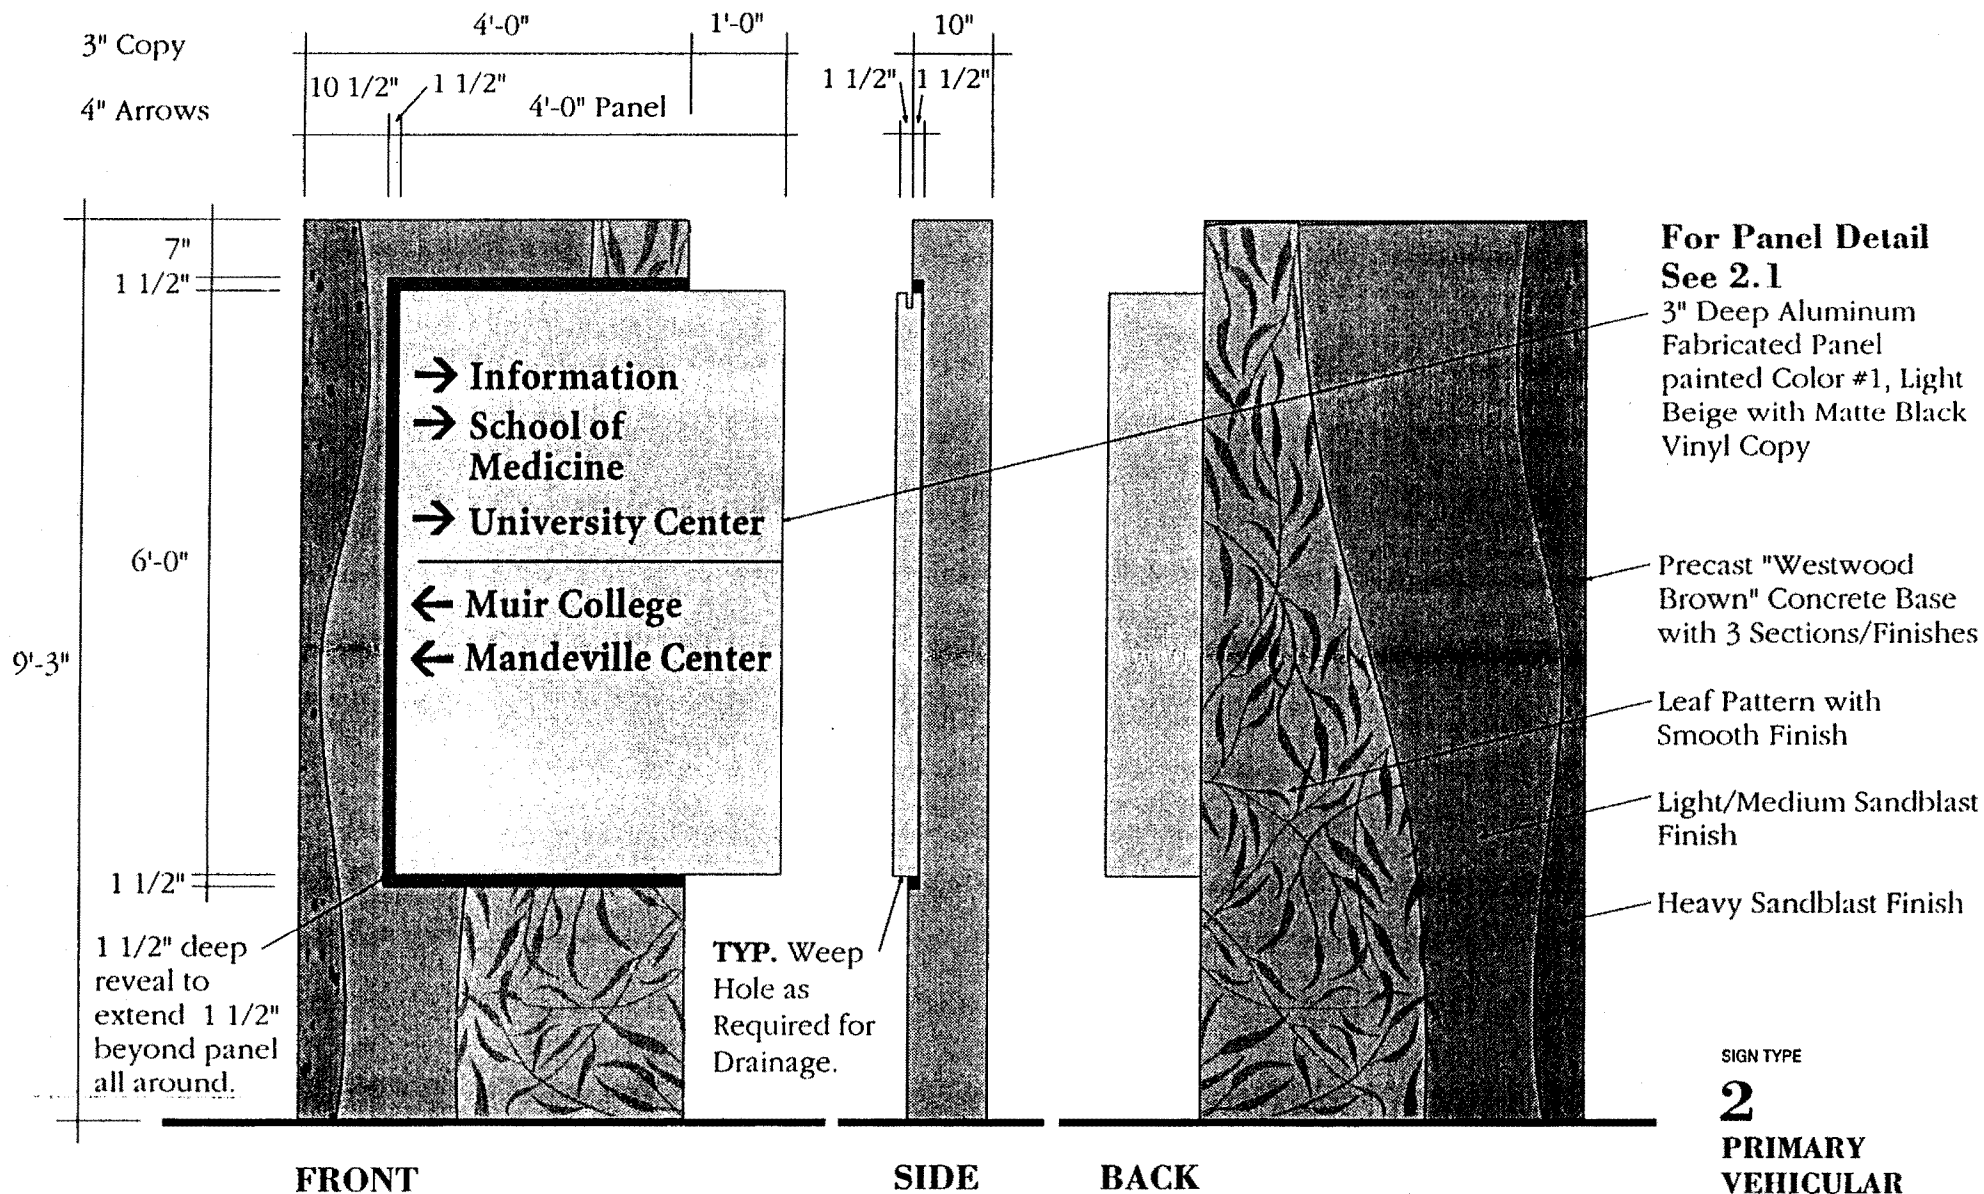 3" Copy
4" Arrows
4'-0"
1'-0"
10"
10 1/2"
1 1/2"
4'-0" Panel
1 1/2"
1 1/2"
7"
1 1/2"
6'-0"
9'-3"
1 1/2"
1 1/2" deep
reveal to
extend 1 1/2"
beyond panel
all around.
→ Information
→ School of
Medicine
→ University Center
← Muir College
← Mandeville Center
TYP. Weep
Hole as
Required for
Drainage.
For Panel Detail
See 2.1
3" Deep Aluminum
Fabricated Panel
painted Color #1, Light
Beige with Matte Black
Vinyl Copy
Precast "Westwood
Brown" Concrete Base
with 3 Sections/Finishes
Leaf Pattern with
Smooth Finish
Light/Medium Sandblast
Finish
Heavy Sandblast Finish
FRONT
SIDE
BACK
SIGN TYPE
2
PRIMARY
VEHICULAR